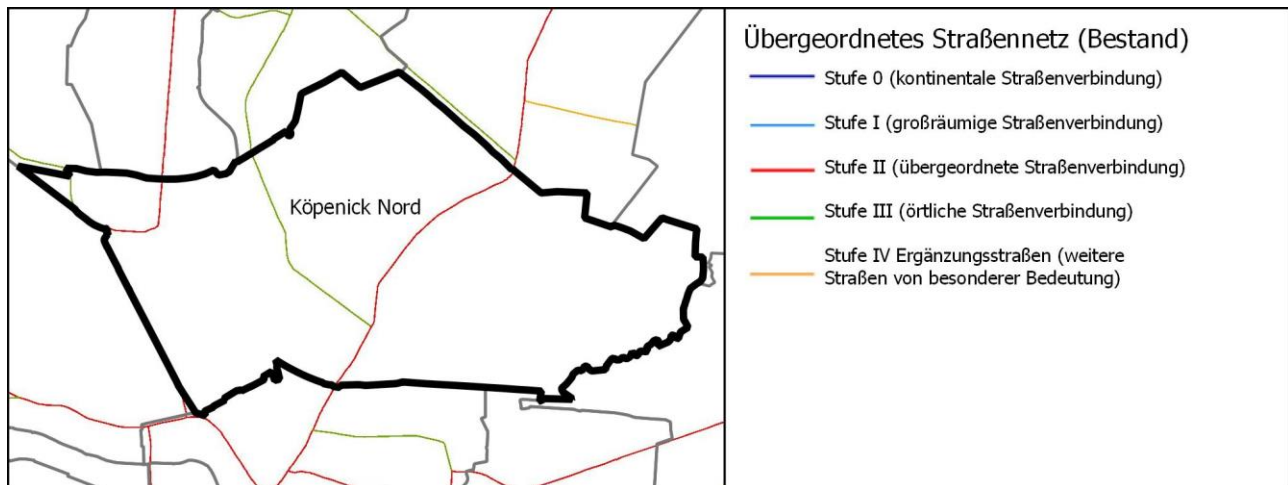 Köpenick Nord
Übergeordnetes Straßennetz (Bestand)
Stufe 0 (kontinentale Straßenverbindung)
Stufe I (großräumige Straßenverbindung)
Stufe II (übergeordnete Straßenverbindung)
Stufe III (örtliche Straßenverbindung)
Stufe IV Ergänzungsstraßen (weitere
Straßen von besonderer Bedeutung)